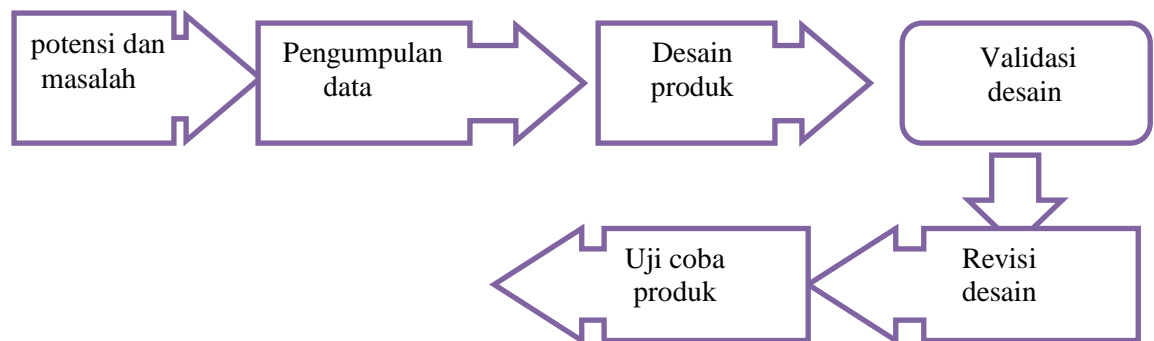 potensi dan
masalah
Pengumpulan
data
Desain
produk
Validasi
desain
Uji coba
produk
Revisi
desain